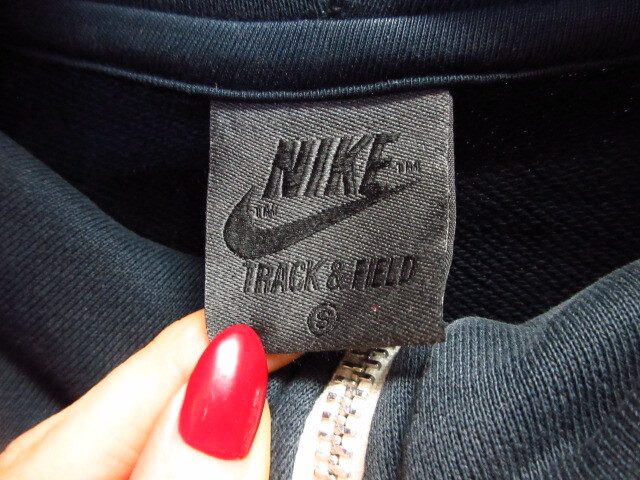 NIKE™
™
TRACK & FIELD
S